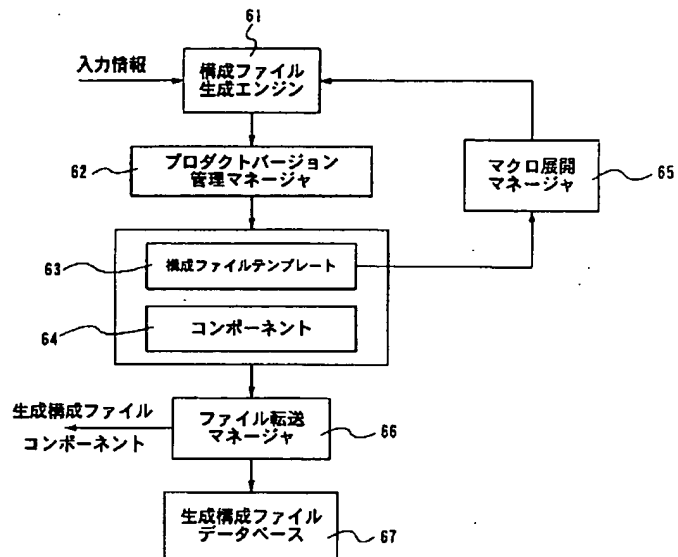 61
入力情報
構成ファイル
生成エンジン
62
プロダクトバージョン
管理マネージャ
マクロ展開
マネージャ
65
63
構成ファイルテンプレート
64
コンポーネント
生成構成ファイル
コンポーネント
ファイル転送
マネージャ
66
生成構成ファイル
データベース
67